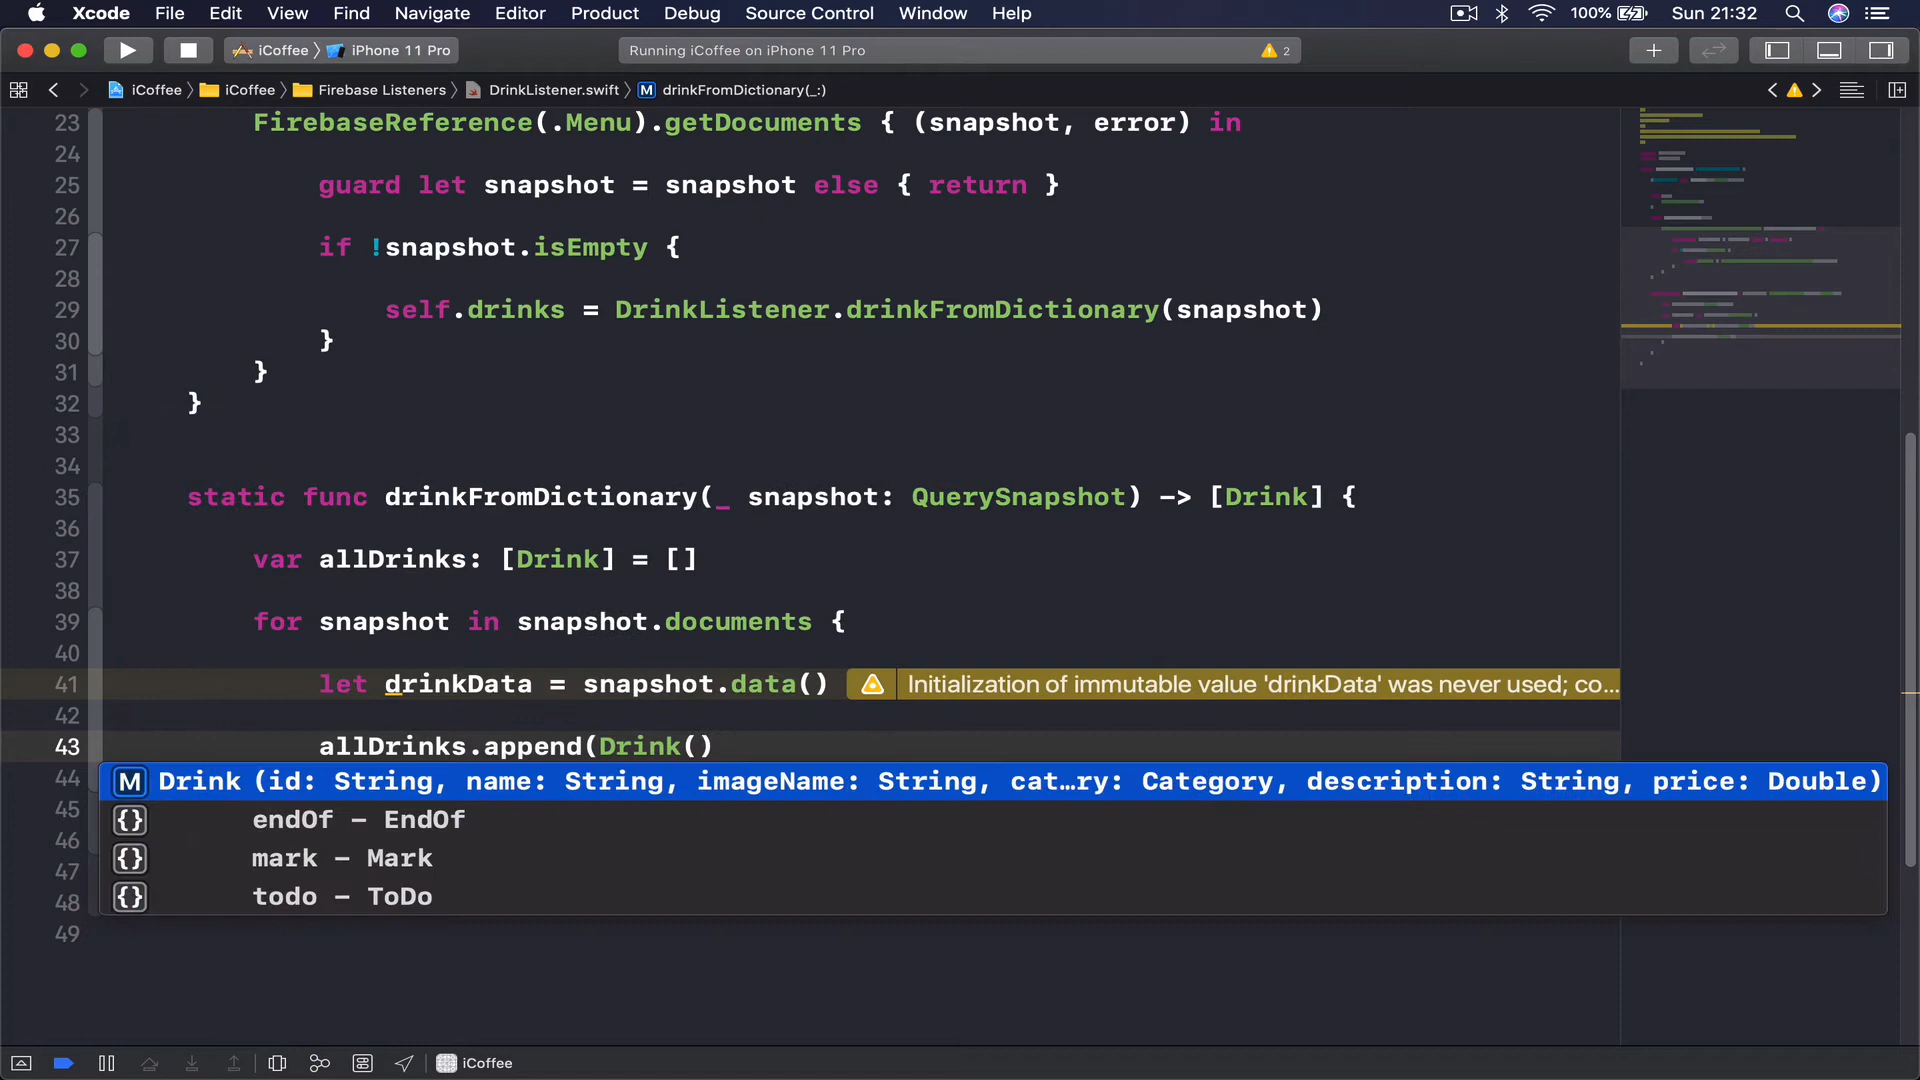 Xcode File Edit View Find Navigate Editor Product Debug Source Control Window Help 100% Sun 21:32
iCoffee iPhone 11 Pro Running iCoffee on iPhone 11 Pro 2
iCoffee iCoffee Firebase Listeners DrinkListener.swift M drinkFromDictionary(_:)
23 FirebaseReference(.Menu).getDocuments { (snapshot, error) in
24
25 guard let snapshot = snapshot else { return }
26
27 if !snapshot.isEmpty {
28
29 self.drinks = DrinkListener.drinkFromDictionary(snapshot)
30 }
31 }
32 }
33
34
35 static func drinkFromDictionary(_ snapshot: QuerySnapshot) -> [Drink] {
36
37 var allDrinks: [Drink] = []
38
39 for snapshot in snapshot.documents {
40
41 let drinkData = snapshot.data() Initialization of immutable value 'drinkData' was never used; co...
42
43 allDrinks.append(Drink()
44 M Drink (id: String, name: String, imageName: String, cat…ry: Category, description: String, price: Double)
45 {} endOf - EndOf
46
47 {} mark - Mark
48 {} todo - ToDo
49
iCoffee